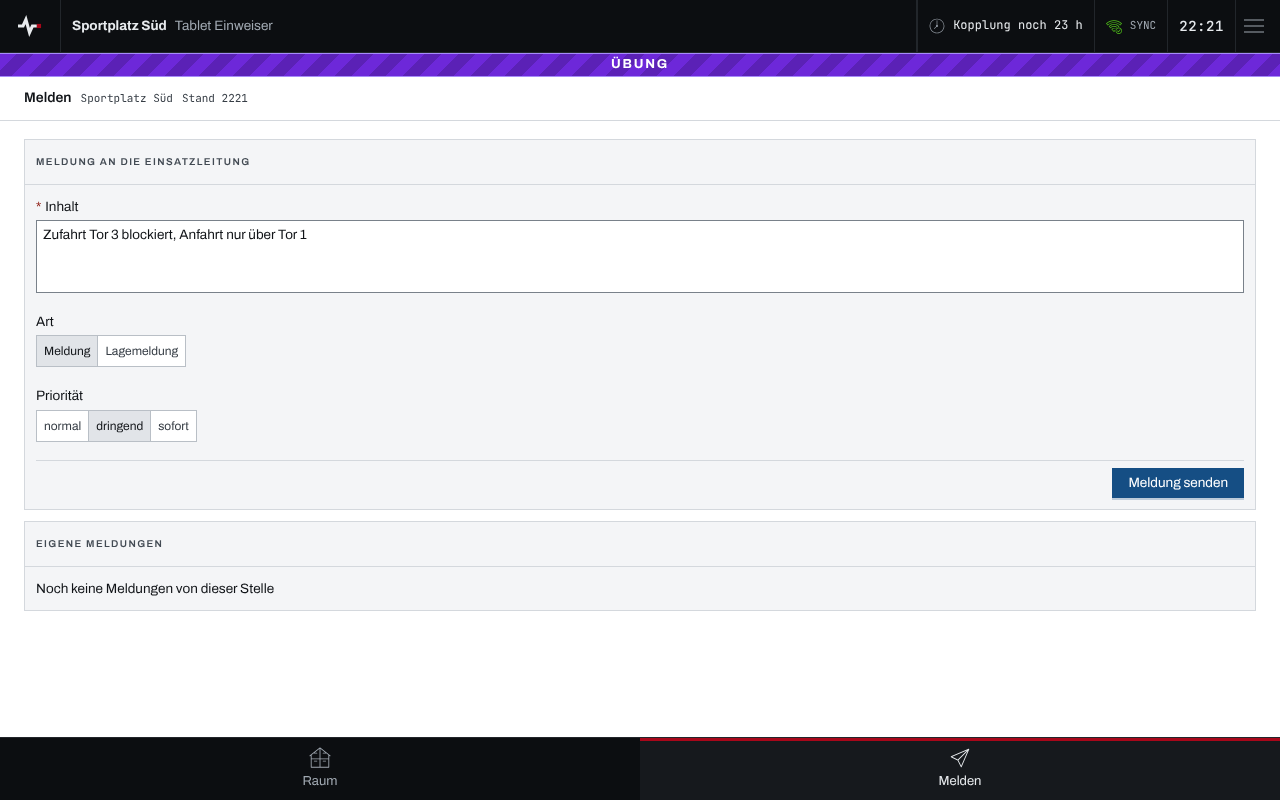 Sportplatz Süd Tablet Einweiser
Kopplung noch 23 h
SYNC
22:21
ÜBUNG
Melden Sportplatz Süd Stand 2221
MELDUNG AN DIE EINSATZLEITUNG
* Inhalt
Zufahrt Tor 3 blockiert, Anfahrt nur über Tor 1
Art
Meldung Lagemeldung
Priorität
normal dringend sofort
Meldung senden
EIGENE MELDUNGEN
Noch keine Meldungen von dieser Stelle
Raum
Melden